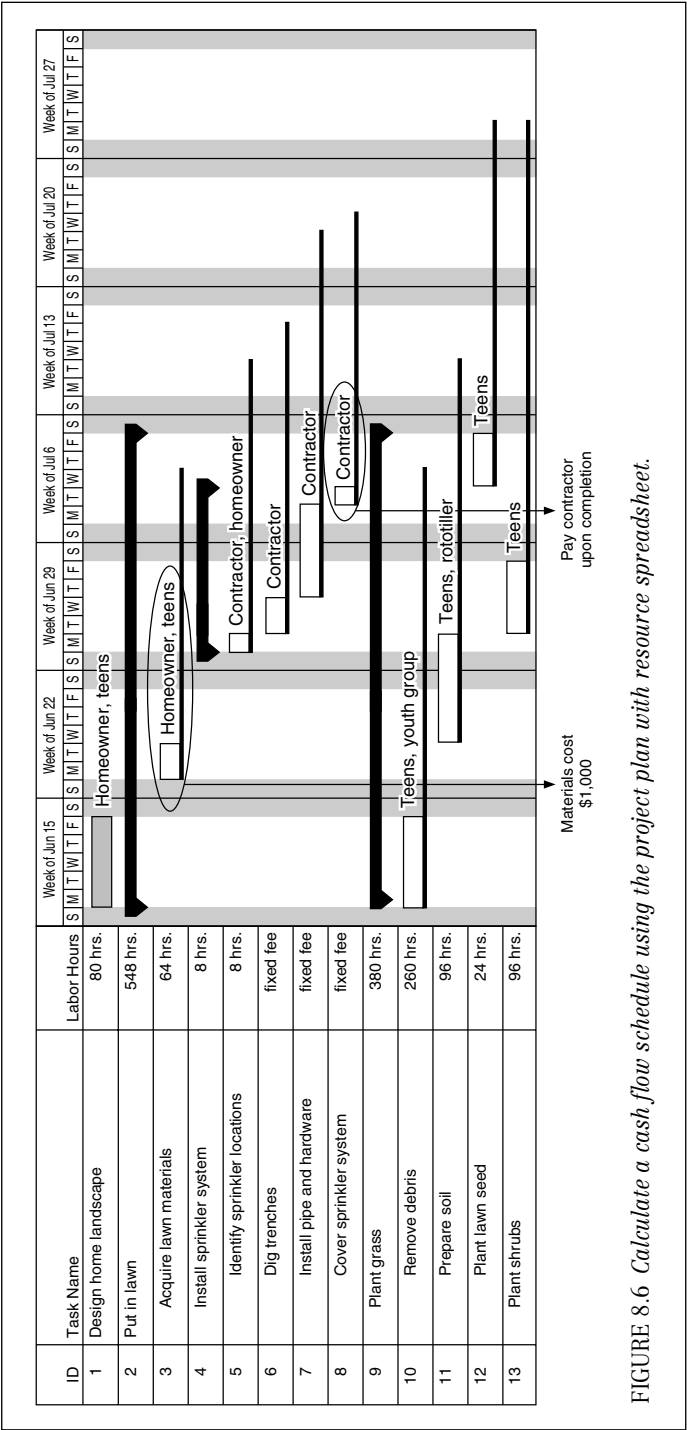 ID Task Name Labor Hours Week of Jun 15 Week of Jun 22 Week of Jun 29 Week of Jul 6 Week of Jul 13 Week of Jul 20 Week of Jul 27
S M T W T F S S M T W T F S S M T W T F S S M T W T F S S M T W T F S S M T W T F S S M T W T F S
1 Design home landscape 80 hrs. Homeowner, teens
2 Put in lawn 548 hrs.
3 Acquire lawn materials 64 hrs. Homeowner, teens
4 Install sprinkler system 8 hrs.
5 Identify sprinkler locations 8 hrs. Contractor, homeowner
6 Dig trenches fixed fee Contractor
7 Install pipe and hardware fixed fee Contractor
8 Cover sprinkler system fixed fee Contractor
9 Plant grass 380 hrs.
10 Remove debris 260 hrs. Teens, youth group
11 Prepare soil 96 hrs. Teens, rototiller
12 Plant lawn seed 24 hrs. Teens
13 Plant shrubs 96 hrs. Teens
Materials cost
$1,000
Pay contractor
upon completion
FIGURE 8.6 Calculate a cash flow schedule using the project plan with resource spreadsheet.